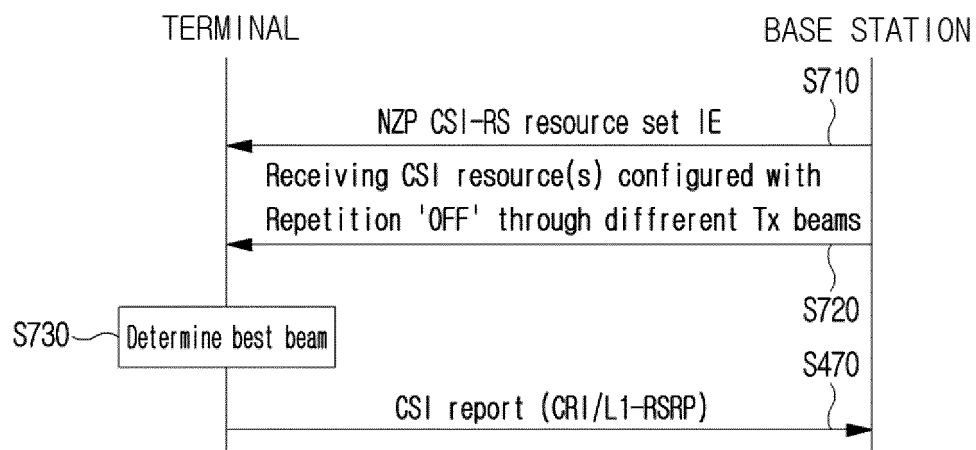 TERMINAL
BASE STATION
S710
NZP CSI-RS resource set IE
Receiving CSI resource(s) configured with
Repetition 'OFF' through diffrerent Tx beams
S720
S730
Determine best beam
S470
CSI report (CRI/L1-RSRP)